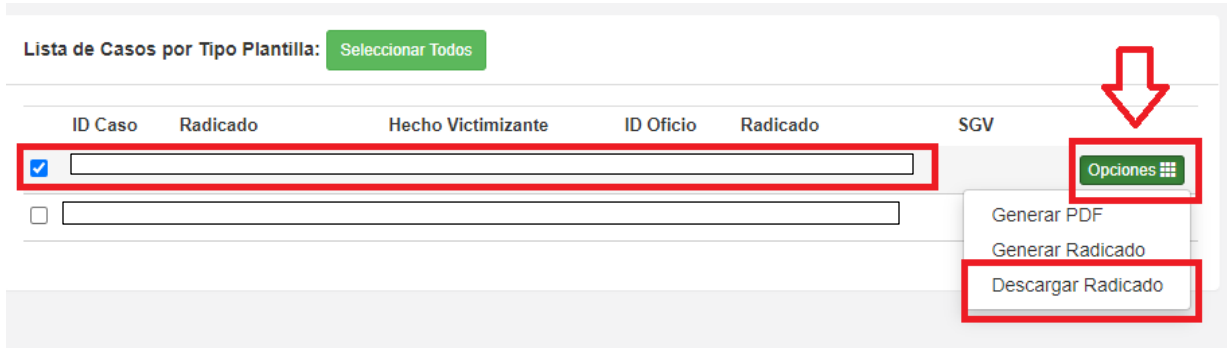 Lista de Casos por Tipo Plantilla: Seleccionar Todos
ID Caso Radicado Hecho Victimizante ID Oficio Radicado SGV
Opciones
Generar PDF
Generar Radicado
Descargar Radicado